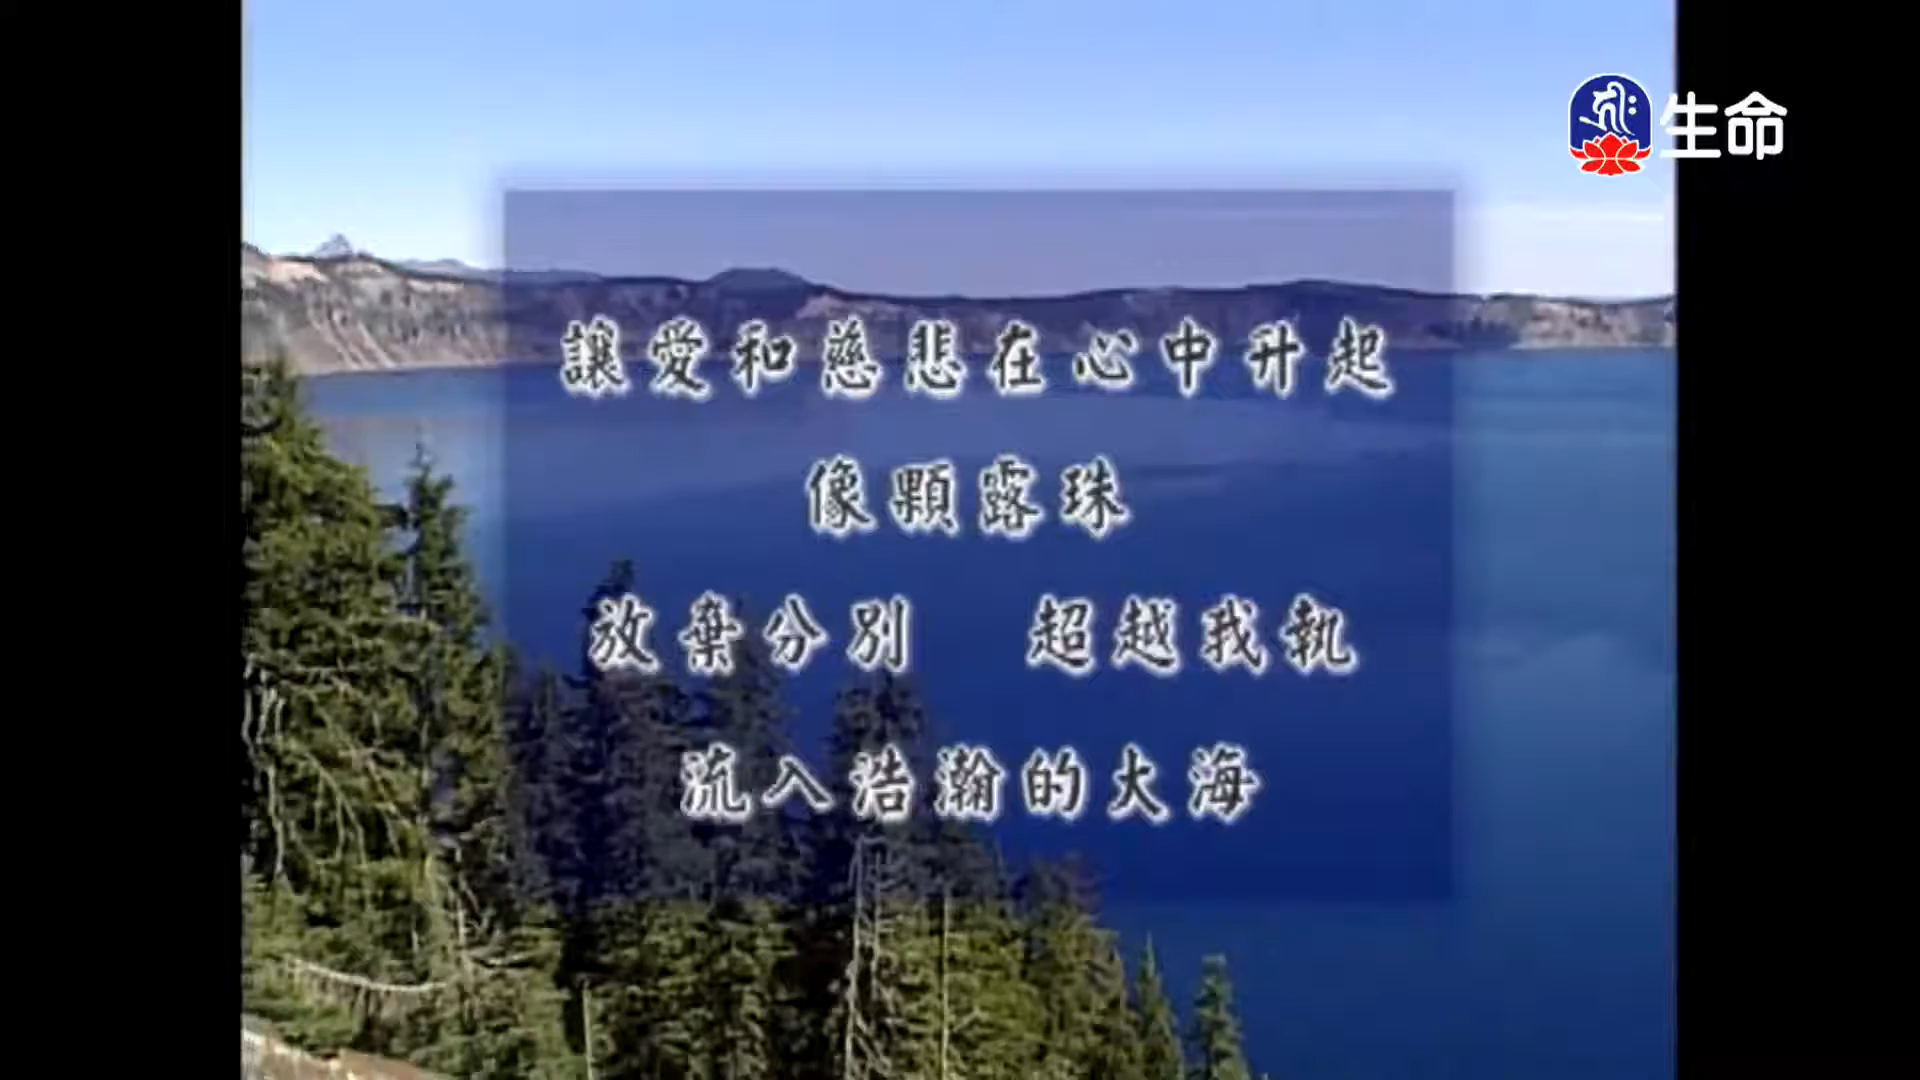 生命
讓愛和慈悲在心中升起
像顆露珠
放棄分別　超越我執
流入浩瀚的大海